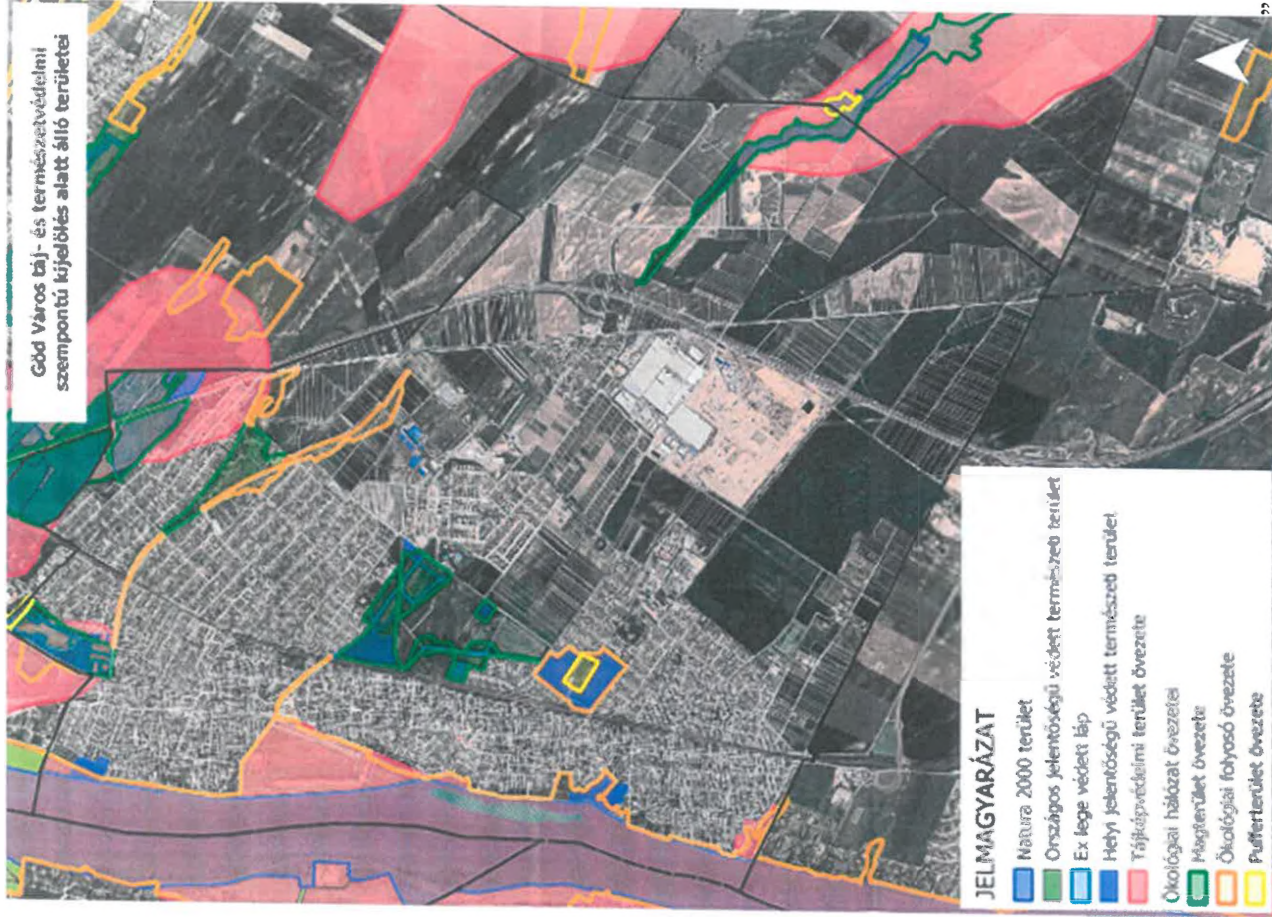 Göd Város táj- és természetvédelmi
szempontú kijelölés alatt álló területei
JELMAGYARÁZAT
Natura 2000 terület
Országos jelentőségű védett természeti terület
Ex lege védett láp
Helyi jelentőségű védett természeti terület
Tájképvédelmi terület övezete
Ökológiai hálózat övezetei
Magterület övezete
Ökológiai folyosó övezete
Pufferterület övezete
”